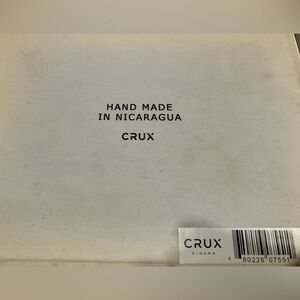 HAND MADE
IN NICARAGUA
CRUX
CRUX
CIGARS
80226 07551